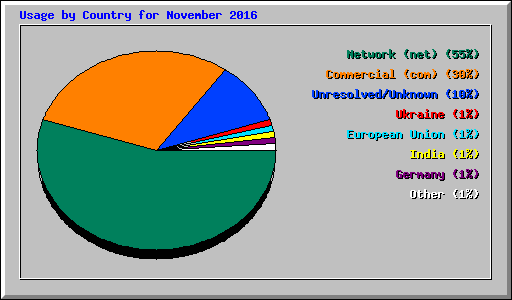 Usage by Country for November 2016
Network (net) (55%)
Commercial (com) (30%)
Unresolved/Unknown (10%)
Ukraine (1%)
European Union (1%)
India (1%)
Germany (1%)
Other (1%)